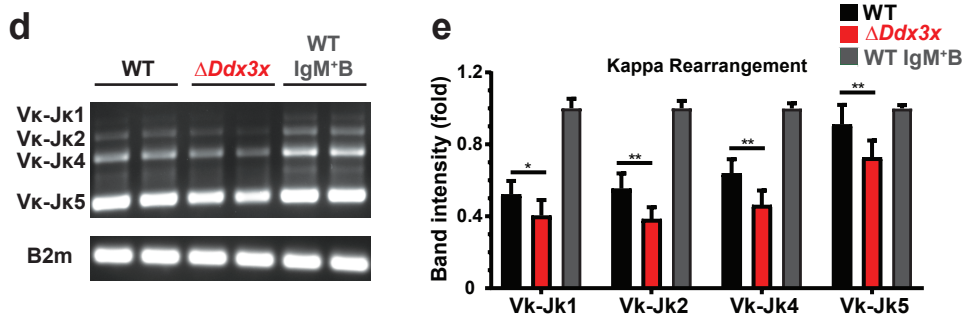 d
WT
ΔDdx3x
WT
IgM⁺B
Vκ-Jκ1
Vκ-Jκ2
Vκ-Jκ4
Vκ-Jκ5
B2m
e
WT
ΔDdx3x
WT IgM⁺B
Kappa Rearrangement
Band intensity (fold)
1.2
0.8
0.4
0
*
**
**
**
Vk-Jk1
Vk-Jk2
Vk-Jk4
Vk-Jk5